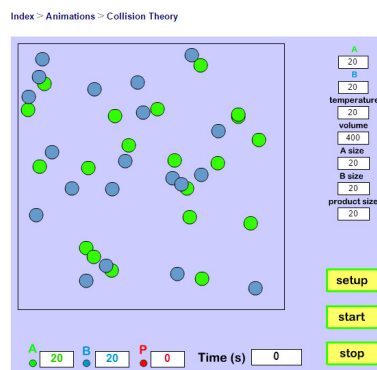 Index > Animations > Collision Theory
A
20
B
20
temperature
20
volume
400
A size
20
B size
20
product size
20
setup
start
stop
A 20 B 20 P 0 Time (s) 0